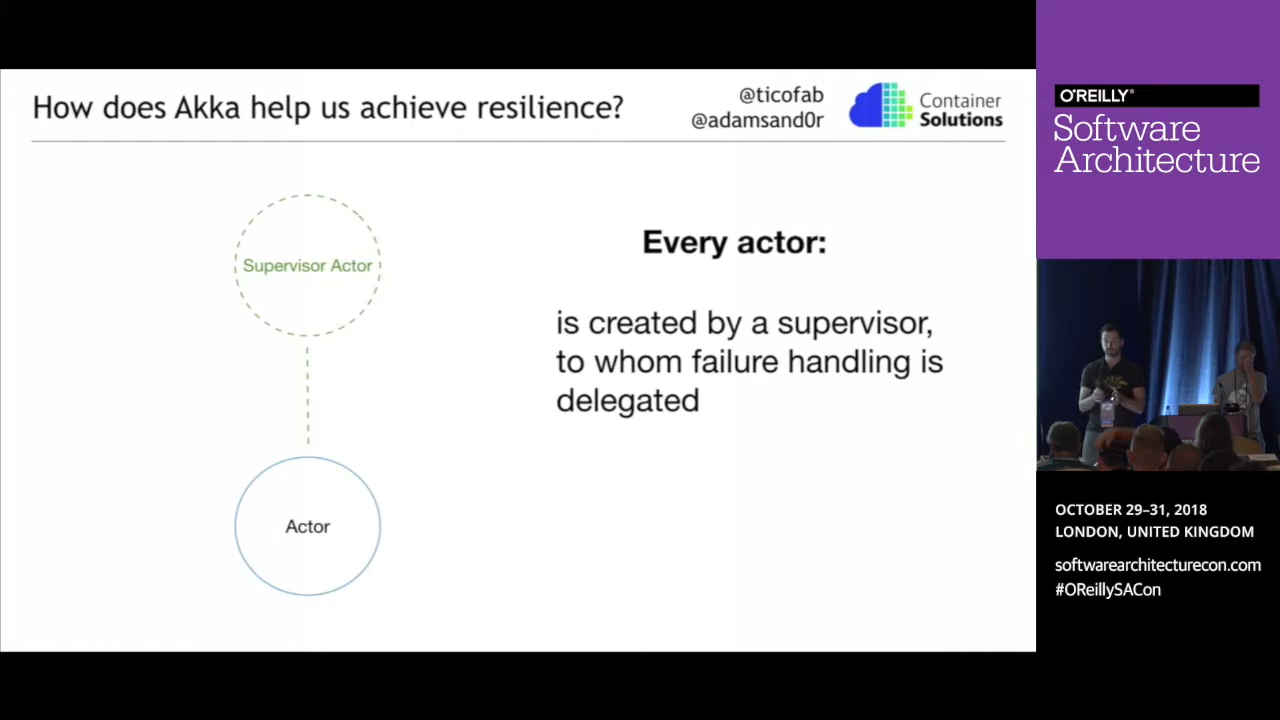 How does Akka help us achieve resilience?
@ticofab
@adamsand0r
Container
Solutions
Supervisor Actor
Actor
Every actor:
is created by a supervisor,
to whom failure handling is
delegated
O'REILLY®
Software
Architecture
OCTOBER 29–31, 2018
LONDON, UNITED KINGDOM
softwarearchitecturecon.com
#OReillySACon